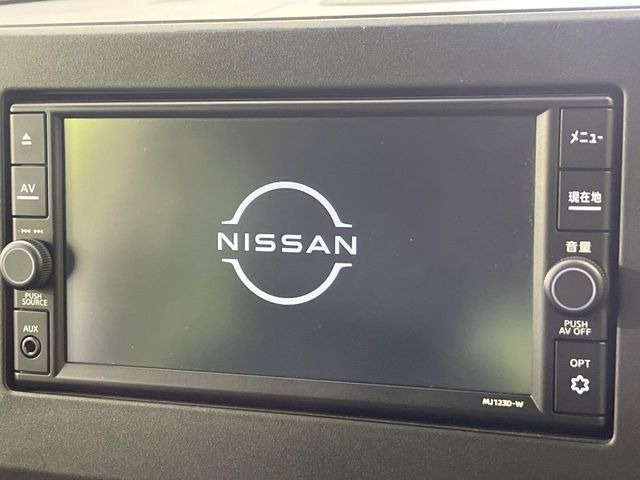 AV
PUSH
SOURCE
AUX
NISSAN
メニュー
現在地
音量
PUSH
AV OFF
OPT
MJ123D-W